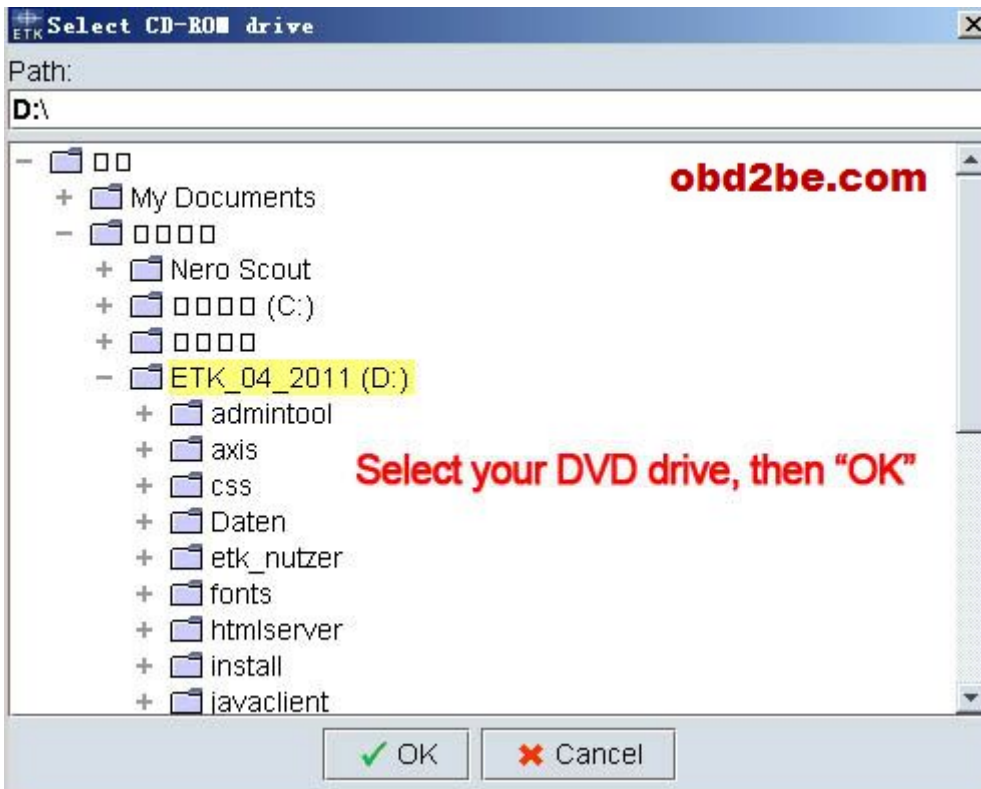 ETK Select CD-ROM drive
Path:
D:\
obd2be.com
My Documents
Nero Scout
(C:)
ETK_04_2011 (D:)
admintool
axis
Select your DVD drive, then “OK”
css
Daten
etk_nutzer
fonts
htmlserver
install
javaclient
OK
Cancel